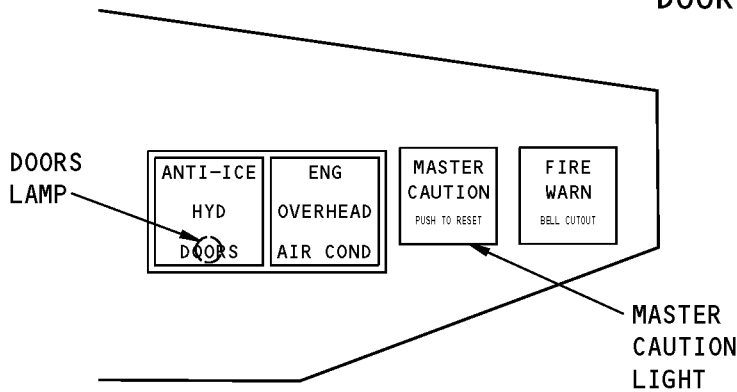 DOOR
DOORS
LAMP
ANTI-ICE
HYD
DOORS
ENG
OVERHEAD
AIR COND
MASTER
CAUTION
PUSH TO RESET
FIRE
WARN
BELL CUTOUT
MASTER
CAUTION
LIGHT